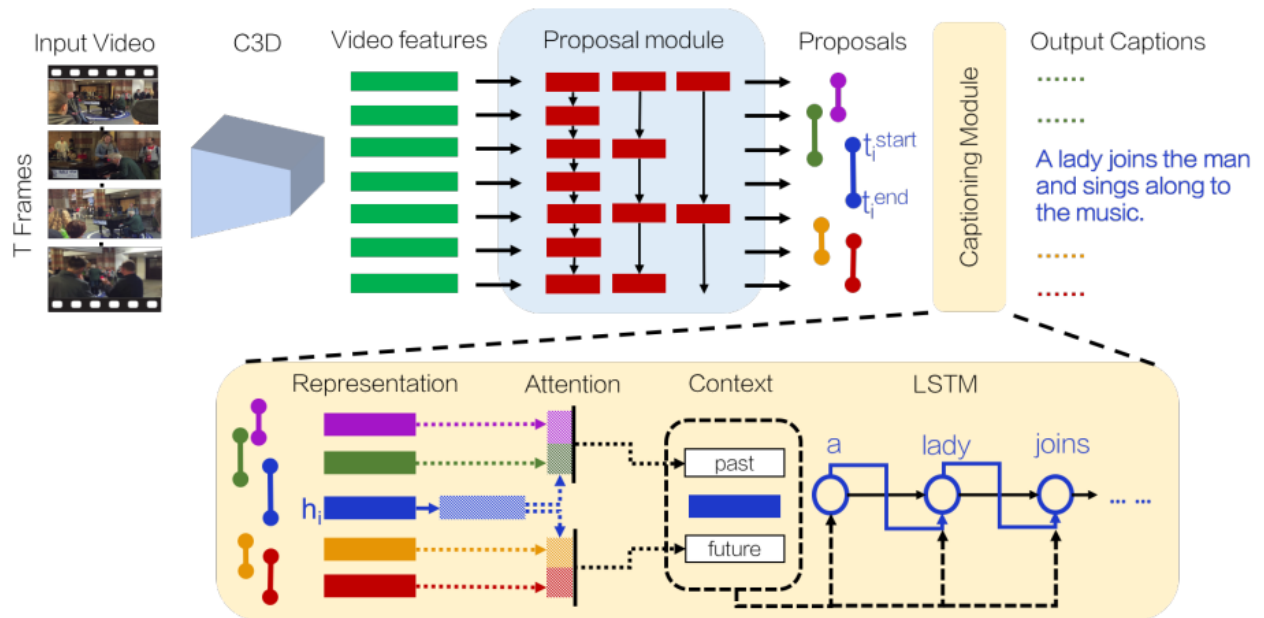 Input Video
C3D
Video features
Proposal module
Proposals
Captioning Module
Output Captions
T Frames
t_i^start
t_i^end
A lady joins the man
and sings along to
the music.
Representation
Attention
Context
LSTM
h_i
past
future
a
lady
joins
... ...